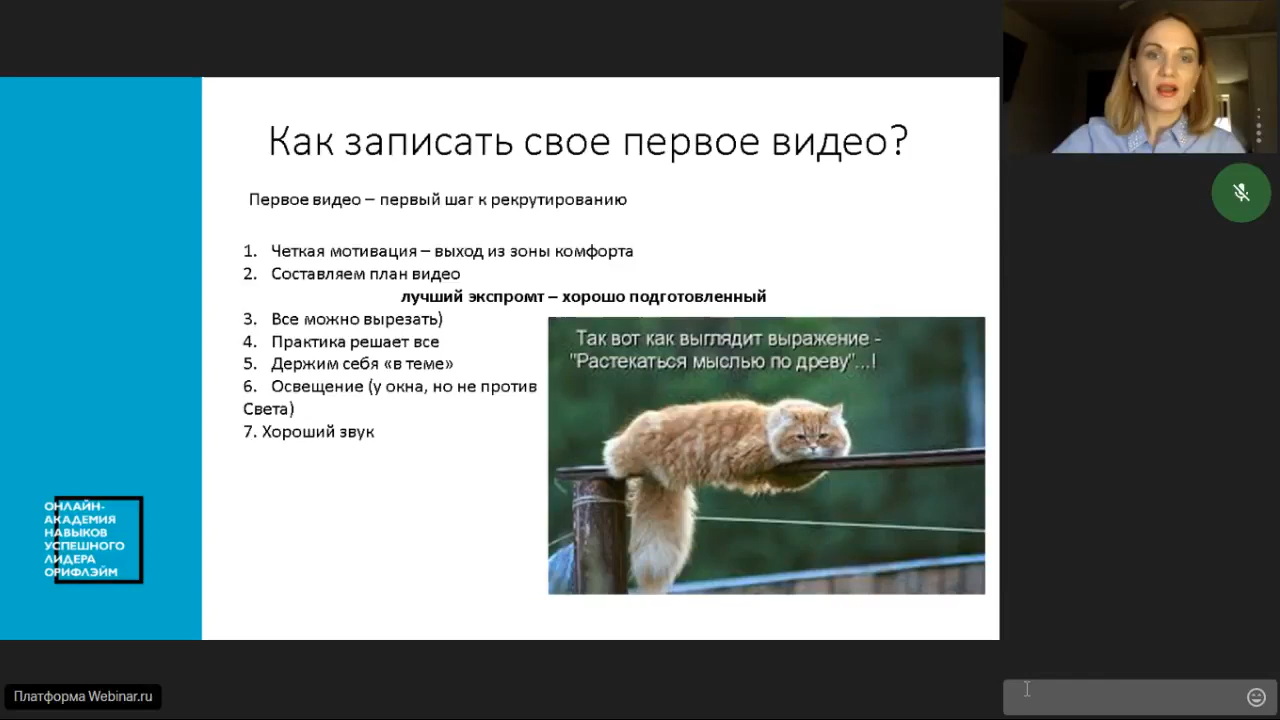 Как записать свое первое видео?
Первое видео – первый шаг к рекрутированию
1. Четкая мотивация – выход из зоны комфорта
2. Составляем план видео
лучший экспромт – хорошо подготовленный
3. Все можно вырезать)
4. Практика решает все
5. Держим себя «в теме»
6. Освещение (у окна, но не против
Света)
7. Хороший звук
Так вот как выглядит выражение -
"Растекаться мыслью по древу"...!
ОНЛАЙН-
АКАДЕМИЯ
НАВЫКОВ
УСПЕШНОГО
ЛИДЕРА
ОРИФЛЭЙМ
Платформа Webinar.ru